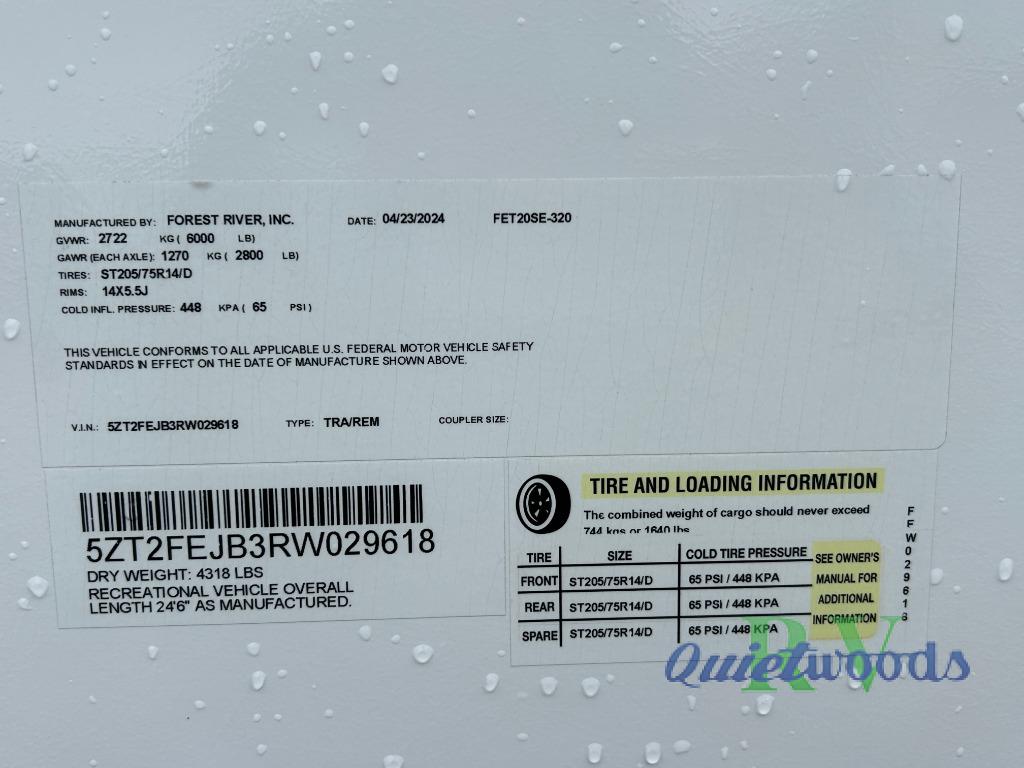 MANUFACTURED BY: FOREST RIVER, INC. DATE: 04/23/2024 FET20SE-320
GVWR: 2722 KG ( 6000 LB)
GAWR (EACH AXLE): 1270 KG ( 2800 LB)
TIRES: ST205/75R14/D
RIMS: 14X5.5J
COLD INFL. PRESSURE: 448 KPA ( 65 PSI )
THIS VEHICLE CONFORMS TO ALL APPLICABLE U.S. FEDERAL MOTOR VEHICLE SAFETY
STANDARDS IN EFFECT ON THE DATE OF MANUFACTURE SHOWN ABOVE.
V.I.N.: 5ZT2FEJB3RW029618 TYPE: TRA/REM COUPLER SIZE:
5ZT2FEJB3RW029618
DRY WEIGHT: 4318 LBS
RECREATIONAL VEHICLE OVERALL
LENGTH 24'6" AS MANUFACTURED.
TIRE AND LOADING INFORMATION
The combined weight of cargo should never exceed
744 kgs or 1640 lbs
TIRE SIZE COLD TIRE PRESSURE
FRONT ST205/75R14/D 65 PSI / 448 KPA
REAR ST205/75R14/D 65 PSI / 448 KPA
SPARE ST205/75R14/D 65 PSI / 448 KPA
SEE OWNER'S
MANUAL FOR
ADDITIONAL
INFORMATION
FFW029618
Quietwoods RV